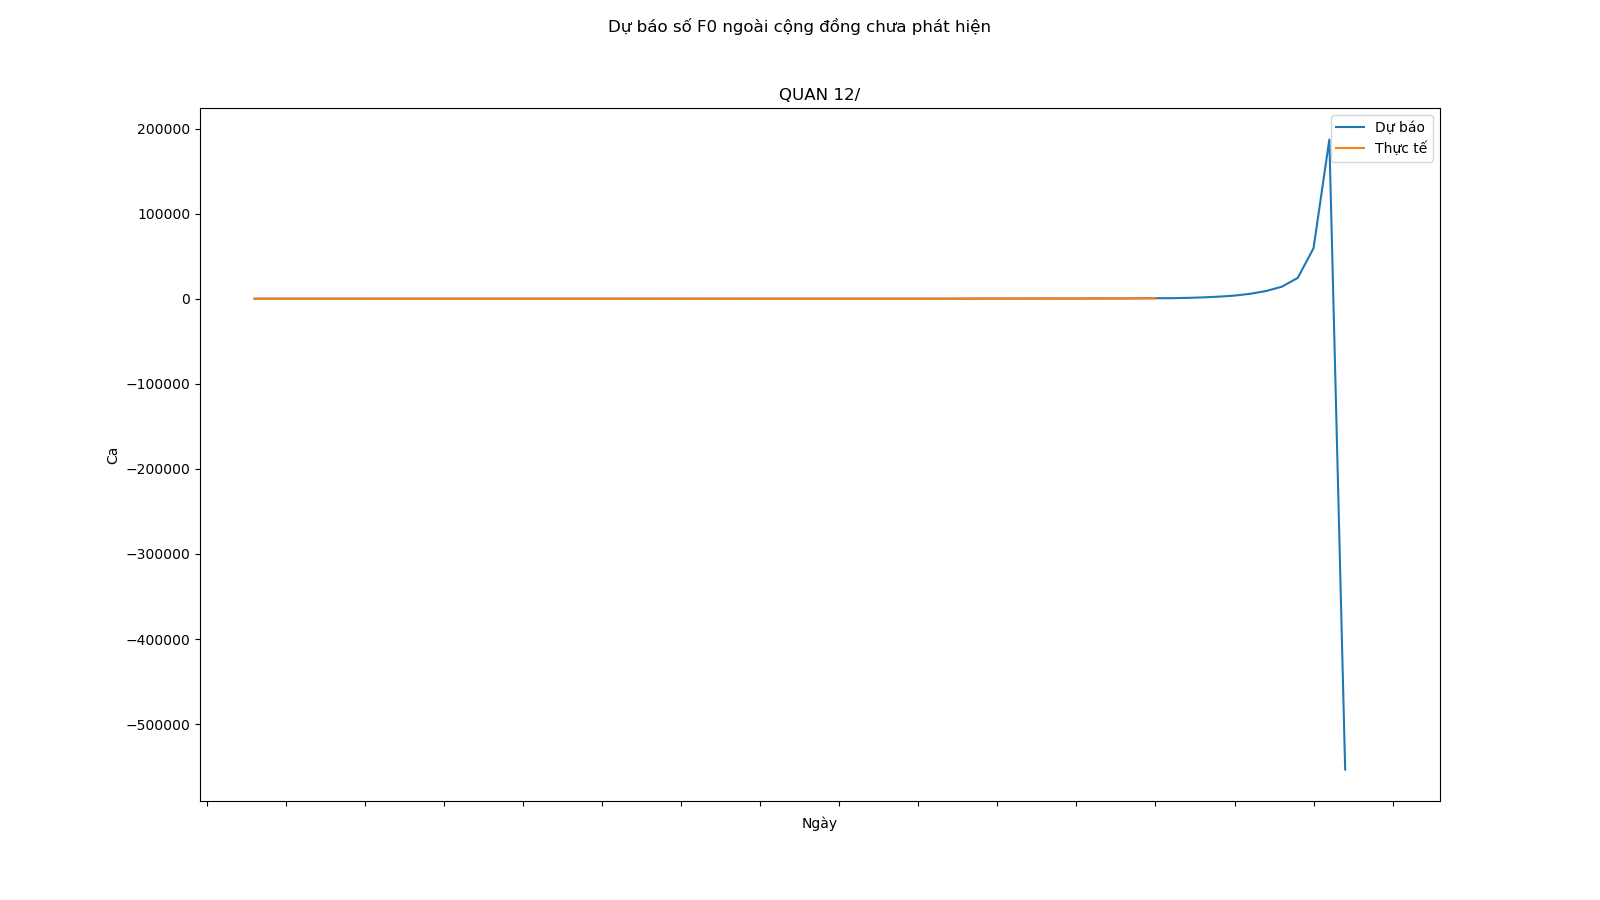 Dự báo số F0 ngoài cộng đồng chưa phát hiện
QUAN 12/
Dự báo
Thực tế
200000
100000
0
−100000
−200000
−300000
−400000
−500000
Ca
Ngày